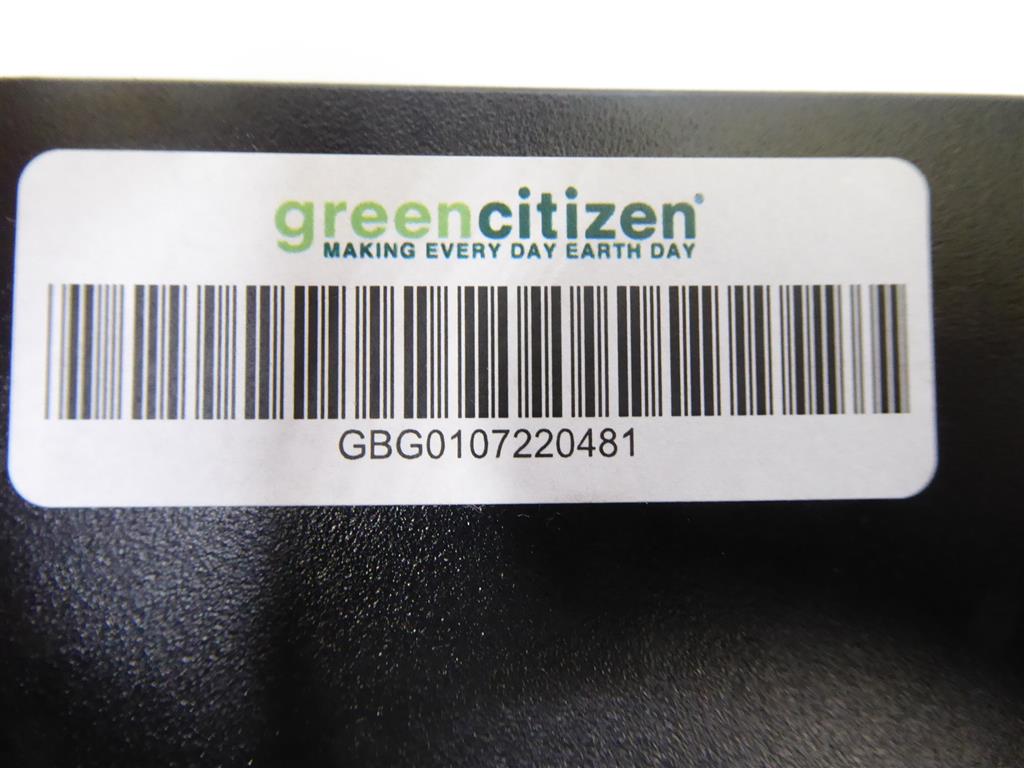 greencitizen®
MAKING EVERY DAY EARTH DAY
GBG0107220481